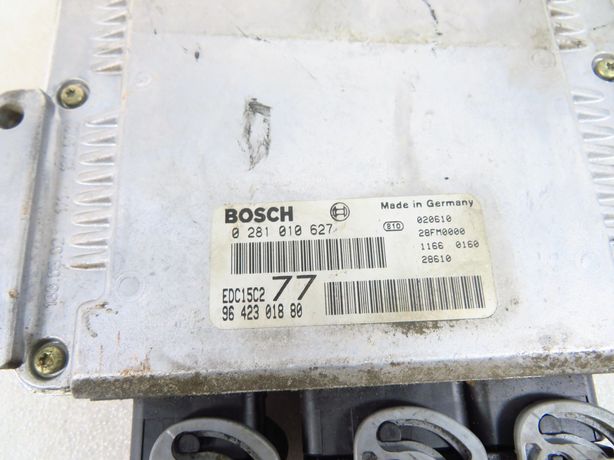 Made in Germany
BOSCH
0 281 010 627
810 020610
28FM0000
1166 0160
28610
EDC15C2 77
96 423 018 80